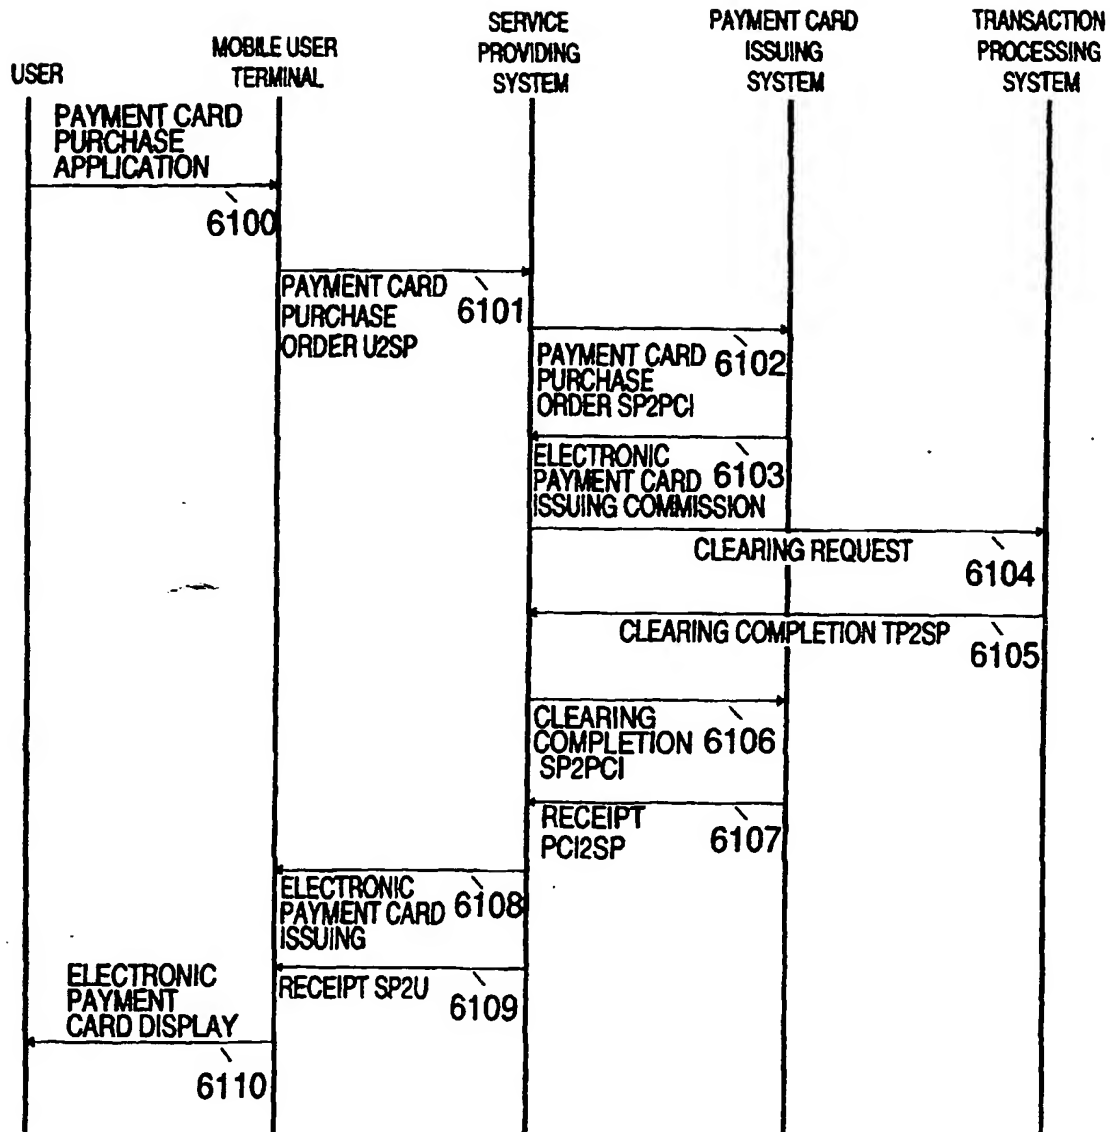 USER
MOBILE USER
TERMINAL
SERVICE
PROVIDING
SYSTEM
PAYMENT CARD
ISSUING
SYSTEM
TRANSACTION
PROCESSING
SYSTEM
PAYMENT CARD
PURCHASE
APPLICATION
6100
PAYMENT CARD
PURCHASE
ORDER U2SP
6101
PAYMENT CARD
PURCHASE
ORDER SP2PCI
6102
ELECTRONIC
PAYMENT CARD
ISSUING COMMISSION
6103
CLEARING REQUEST
6104
CLEARING COMPLETION TP2SP
6105
CLEARING
COMPLETION
SP2PCI
6106
RECEIPT
PCI2SP
6107
ELECTRONIC
PAYMENT CARD
ISSUING
6108
RECEIPT SP2U
6109
ELECTRONIC
PAYMENT
CARD DISPLAY
6110